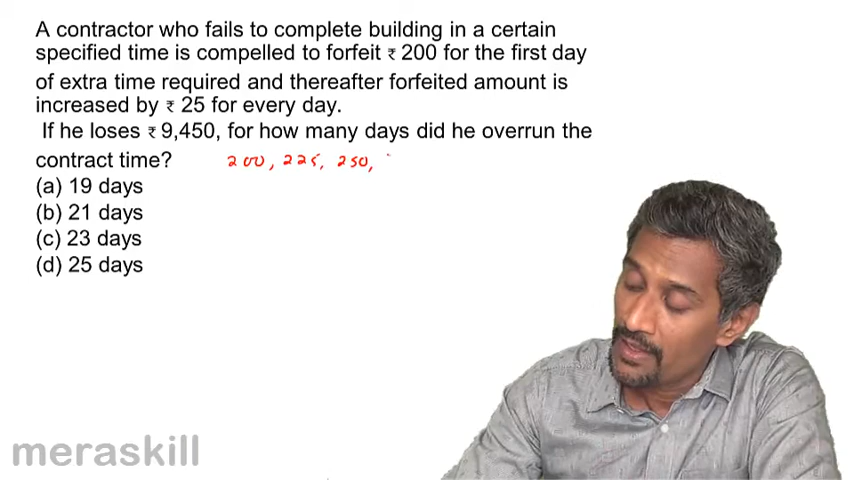 A contractor who fails to complete building in a certain
specified time is compelled to forfeit ₹ 200 for the first day
of extra time required and thereafter forfeited amount is
increased by ₹ 25 for every day.
If he loses ₹ 9,450, for how many days did he overrun the
contract time? 200, 225, 250,
(a) 19 days
(b) 21 days
(c) 23 days
(d) 25 days
meraskill